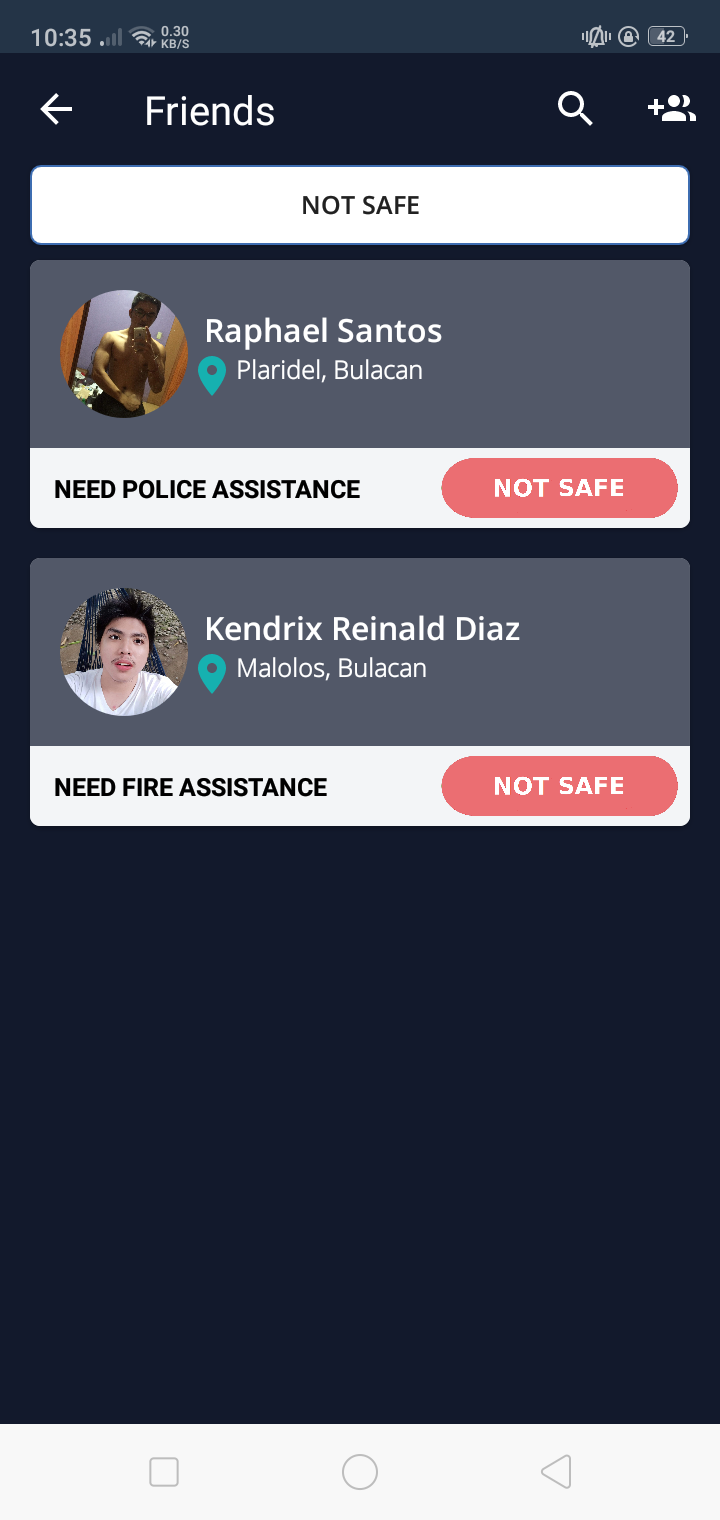 10:35
0.30
KB/S
42
Friends
NOT SAFE
Raphael Santos
Plaridel, Bulacan
NEED POLICE ASSISTANCE
NOT SAFE
Kendrix Reinald Diaz
Malolos, Bulacan
NEED FIRE ASSISTANCE
NOT SAFE